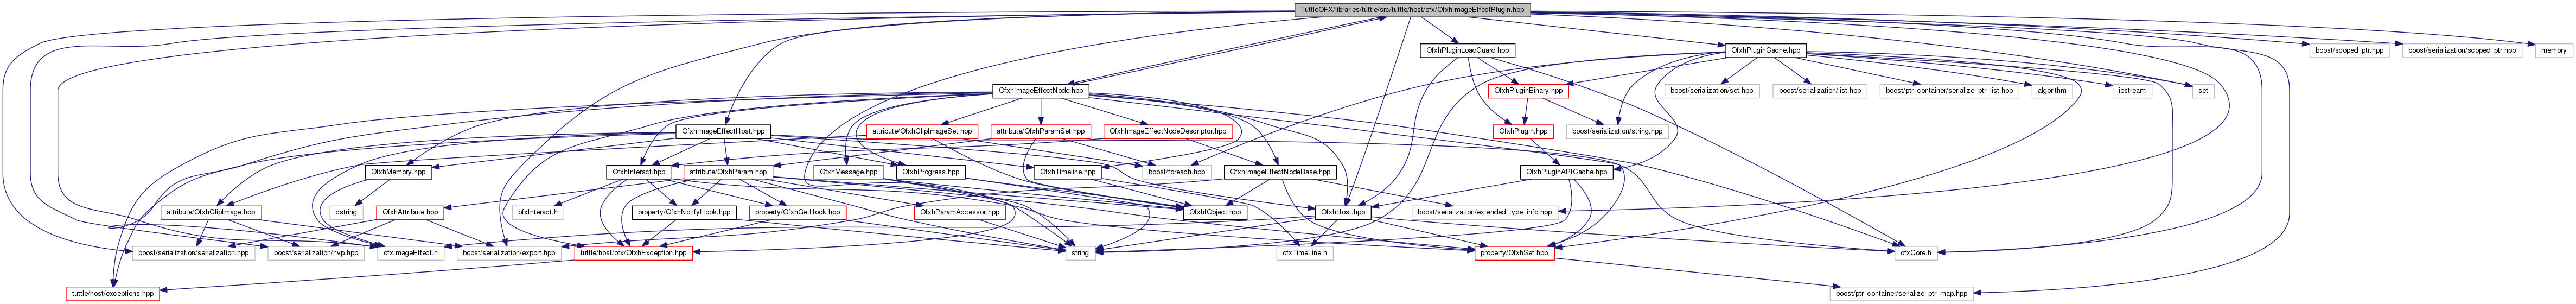 TuttleOFX/libraries/tuttle/src/tuttle/host/ofx/OfxhImageEffectPlugin.hpp
OfxhPluginLoadGuard.hpp
OfxhPluginCache.hpp
boost/scoped_ptr.hpp
boost/serialization/scoped_ptr.hpp
memory
OfxhImageEffectNode.hpp
OfxhPluginBinary.hpp
boost/serialization/set.hpp
boost/serialization/list.hpp
boost/ptr_container/serialize_ptr_list.hpp
algorithm
iostream
set
OfxhImageEffectHost.hpp
attribute/OfxhClipImageSet.hpp
attribute/OfxhParamSet.hpp
OfxhImageEffectNodeDescriptor.hpp
OfxhPlugin.hpp
boost/serialization/string.hpp
OfxhMemory.hpp
OfxhInteract.hpp
attribute/OfxhParam.hpp
OfxhMessage.hpp
OfxhProgress.hpp
OfxhTimeline.hpp
boost/foreach.hpp
OfxhImageEffectNodeBase.hpp
OfxhPluginAPICache.hpp
cstring
attribute/OfxhClipImage.hpp
OfxhAttribute.hpp
ofxInteract.h
property/OfxhNotifyHook.hpp
property/OfxhGetHook.hpp
OfxhParamAccessor.hpp
OfxhIObject.hpp
OfxhHost.hpp
boost/serialization/extended_type_info.hpp
boost/serialization/serialization.hpp
boost/serialization/nvp.hpp
ofxImageEffect.h
boost/serialization/export.hpp
tuttle/host/ofx/OfxhException.hpp
string
ofxTimeLine.h
property/OfxhSet.hpp
ofxCore.h
tuttle/host/exceptions.hpp
boost/ptr_container/serialize_ptr_map.hpp